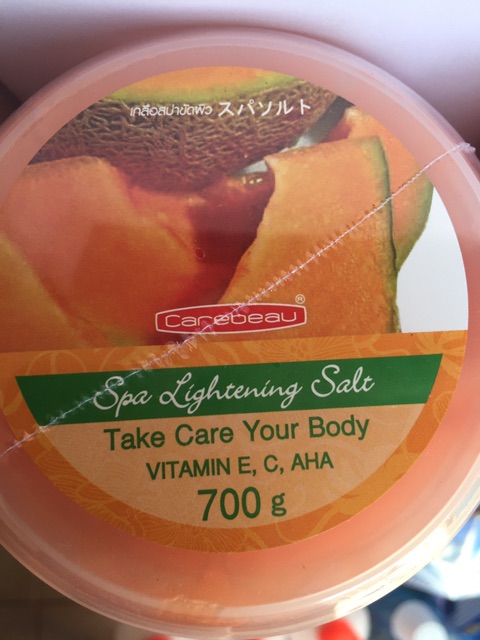 เกลือสปาขัดผิว スパソルト
Carebeau®
Spa Lightening Salt
Take Care Your Body
VITAMIN E, C, AHA
700 g